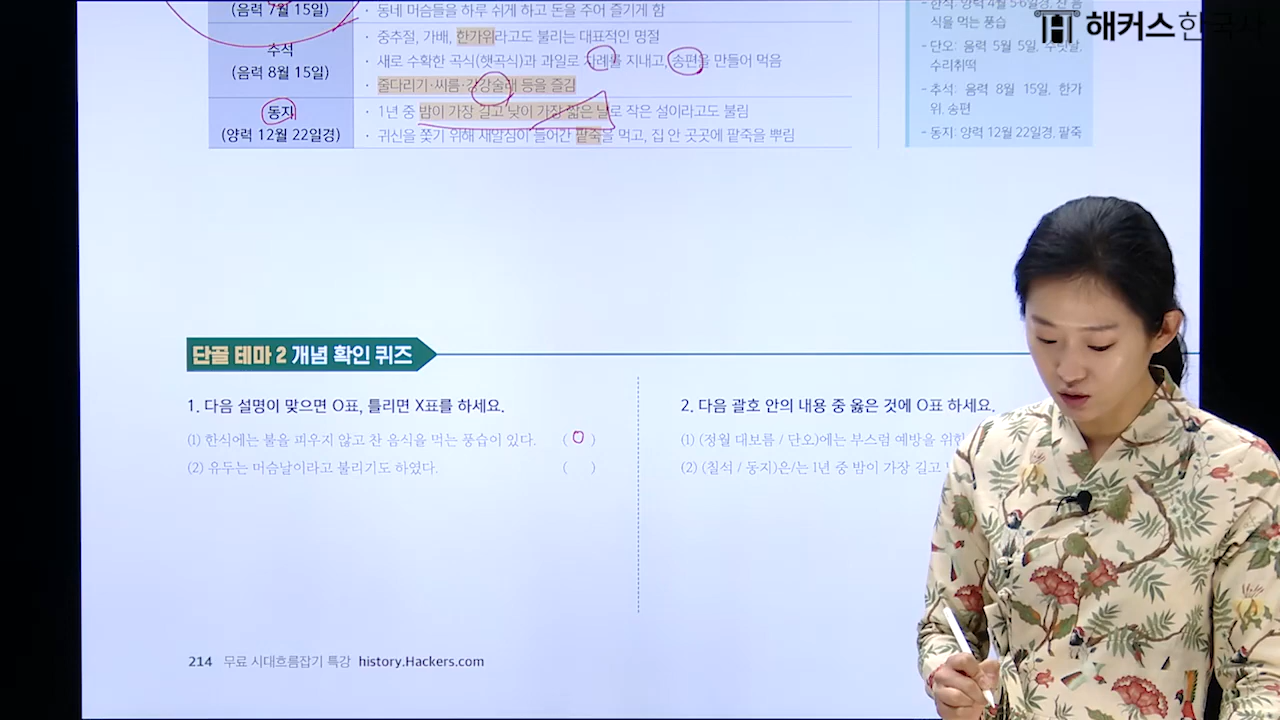 (음력 7월 15일)
· 동네 머슴들을 하루 쉬게 하고 돈을 주어 즐기게 함
추석
(음력 8월 15일)
· 중추절, 가배, 한가위라고도 불리는 대표적인 명절
· 새로 수확한 곡식(햇곡식)과 과일로 차례를 지내고, 송편을 만들어 먹음
· 줄다리기·씨름·강강술래 등을 즐김
동지
(양력 12월 22일경)
· 1년 중 밤이 가장 길고 낮이 가장 짧은 날로 작은 설이라고도 불림
· 귀신을 쫓기 위해 새알심이 들어간 팥죽을 먹고, 집 안 곳곳에 팥죽을 뿌림
- 한식: 양력 4월 5·6일경, 찬 음
식을 먹는 풍습
- 단오: 음력 5월 5일, 수릿날,
수리취떡
- 추석: 음력 8월 15일, 한가
위, 송편
- 동지: 양력 12월 22일경, 팥죽
해커스한국사
단골 테마 2 개념 확인 퀴즈
1. 다음 설명이 맞으면 O표, 틀리면 X표를 하세요.
(1) 한식에는 불을 피우지 않고 찬 음식을 먹는 풍습이 있다. ( O )
(2) 유두는 머슴날이라고 불리기도 하였다. ( )
2. 다음 괄호 안의 내용 중 옳은 것에 O표 하세요.
(1) (정월 대보름 / 단오)에는 부스럼 예방을 위한
(2) (칠석 / 동지)은/는 1년 중 밤이 가장 길고
214 무료 시대흐름잡기 특강 history.Hackers.com